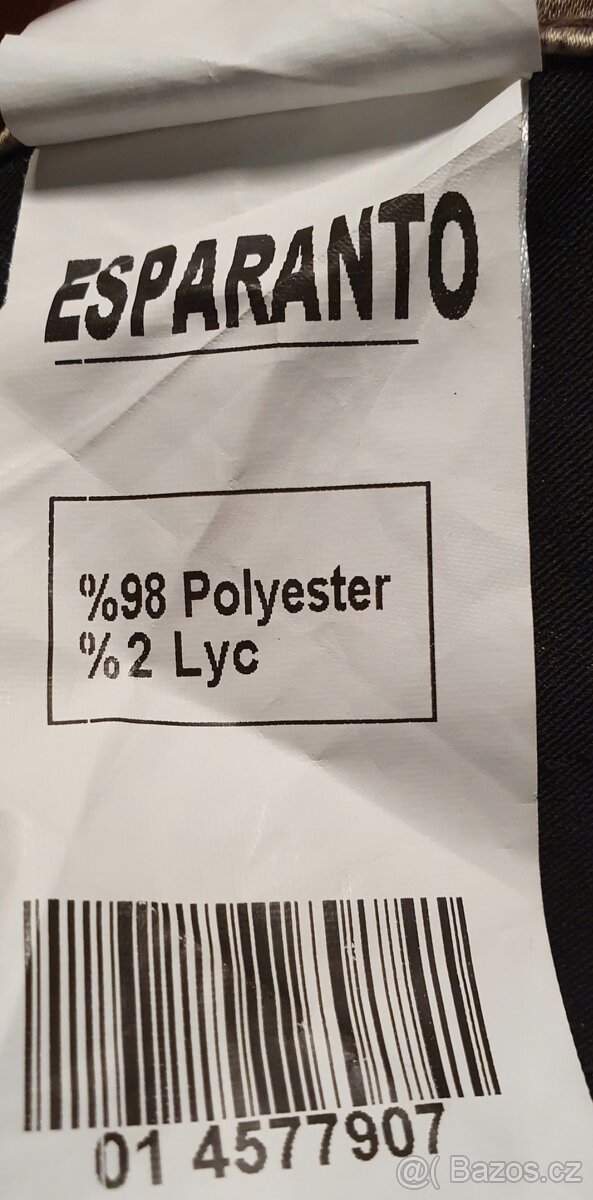 ESPARANTO
%98 Polyester
%2 Lyc
01 4577907
@( Bazos.cz